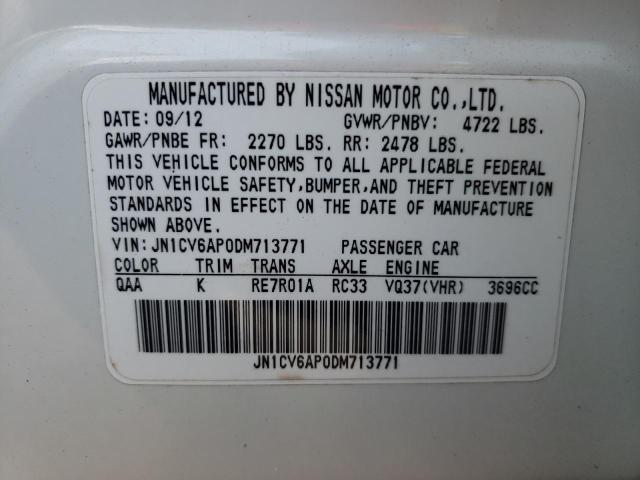 MANUFACTURED BY NISSAN MOTOR CO.,LTD.
DATE: 09/12 GVWR/PNBV: 4722 LBS.
GAWR/PNBE FR: 2270 LBS. RR: 2478 LBS.
THIS VEHICLE CONFORMS TO ALL APPLICABLE FEDERAL
MOTOR VEHICLE SAFETY,BUMPER,AND THEFT PREVENTION
STANDARDS IN EFFECT ON THE DATE OF MANUFACTURE
SHOWN ABOVE.
VIN: JN1CV6AP0DM713771 PASSENGER CAR
COLOR TRIM TRANS AXLE ENGINE
QAA K RE7R01A RC33 VQ37(VHR) 3696CC
JN1CV6AP0DM713771